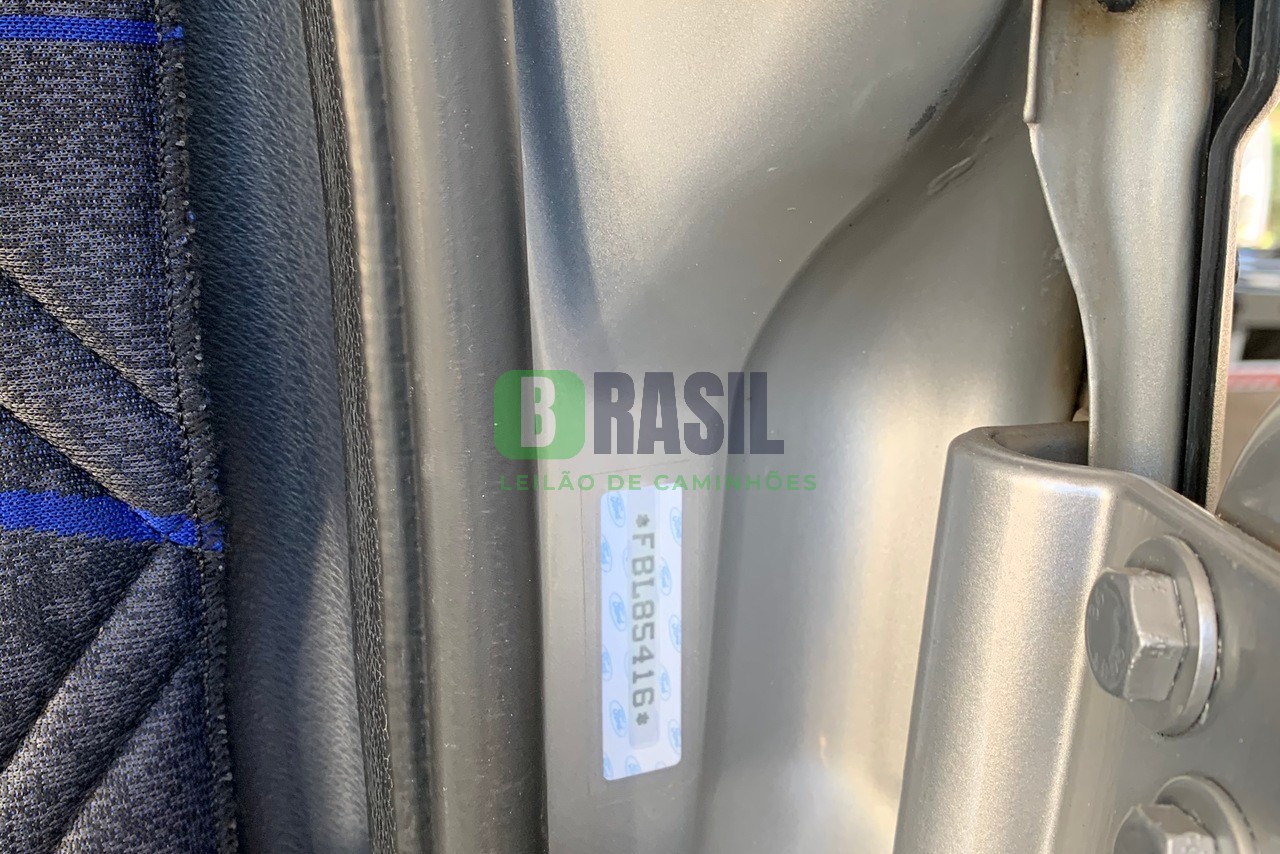 BRASIL
LEILÃO DE CAMINHÕES
*FBL85416*